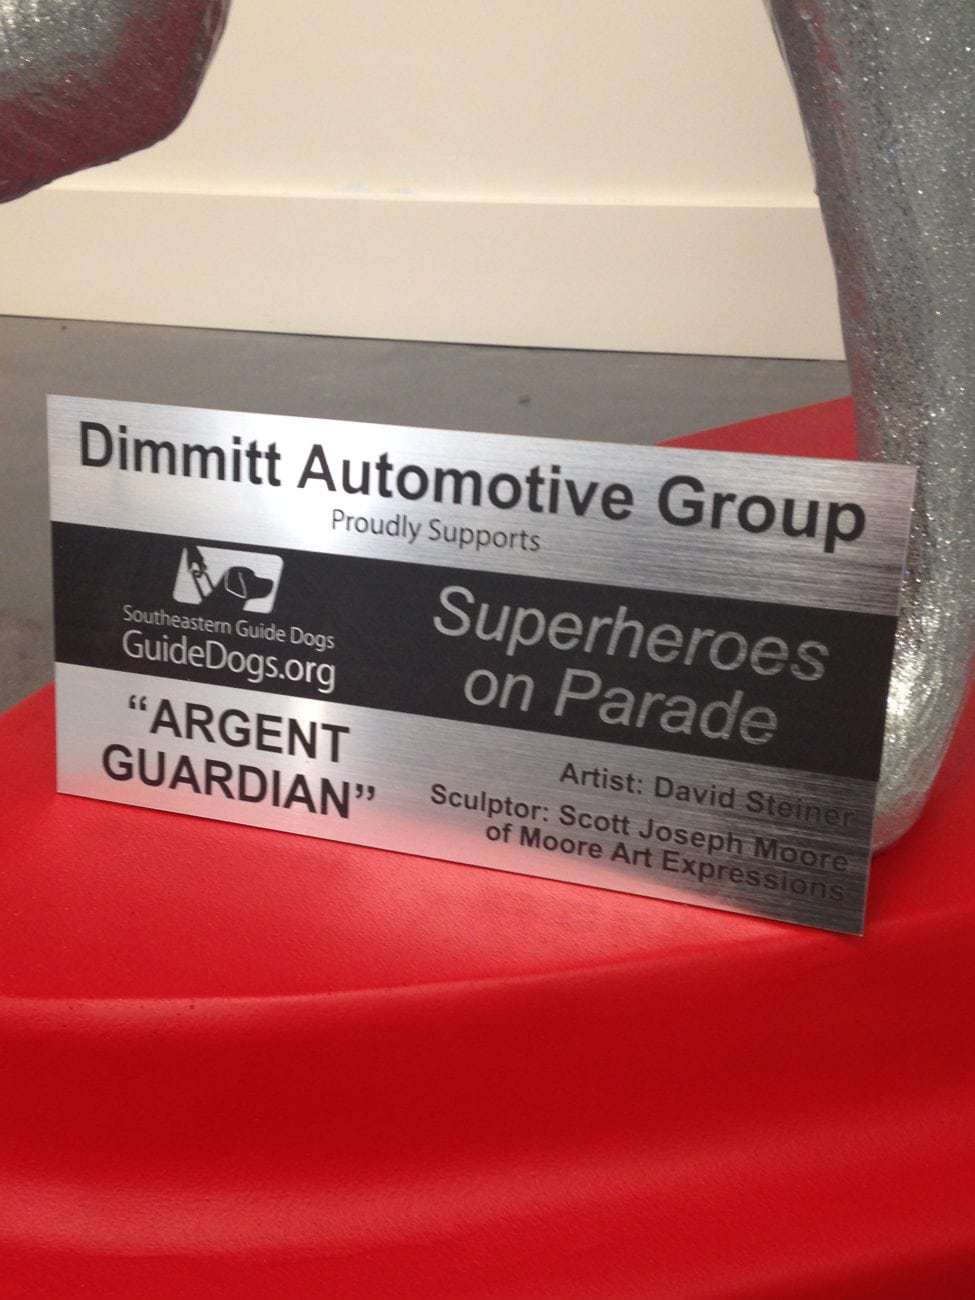 Dimmitt Automotive Group
Proudly Supports
Southeastern Guide Dogs
GuideDogs.org
Superheroes
on Parade
“ARGENT
GUARDIAN”
Artist: David Steiner
Sculptor: Scott Joseph Moore
of Moore Art Expressions